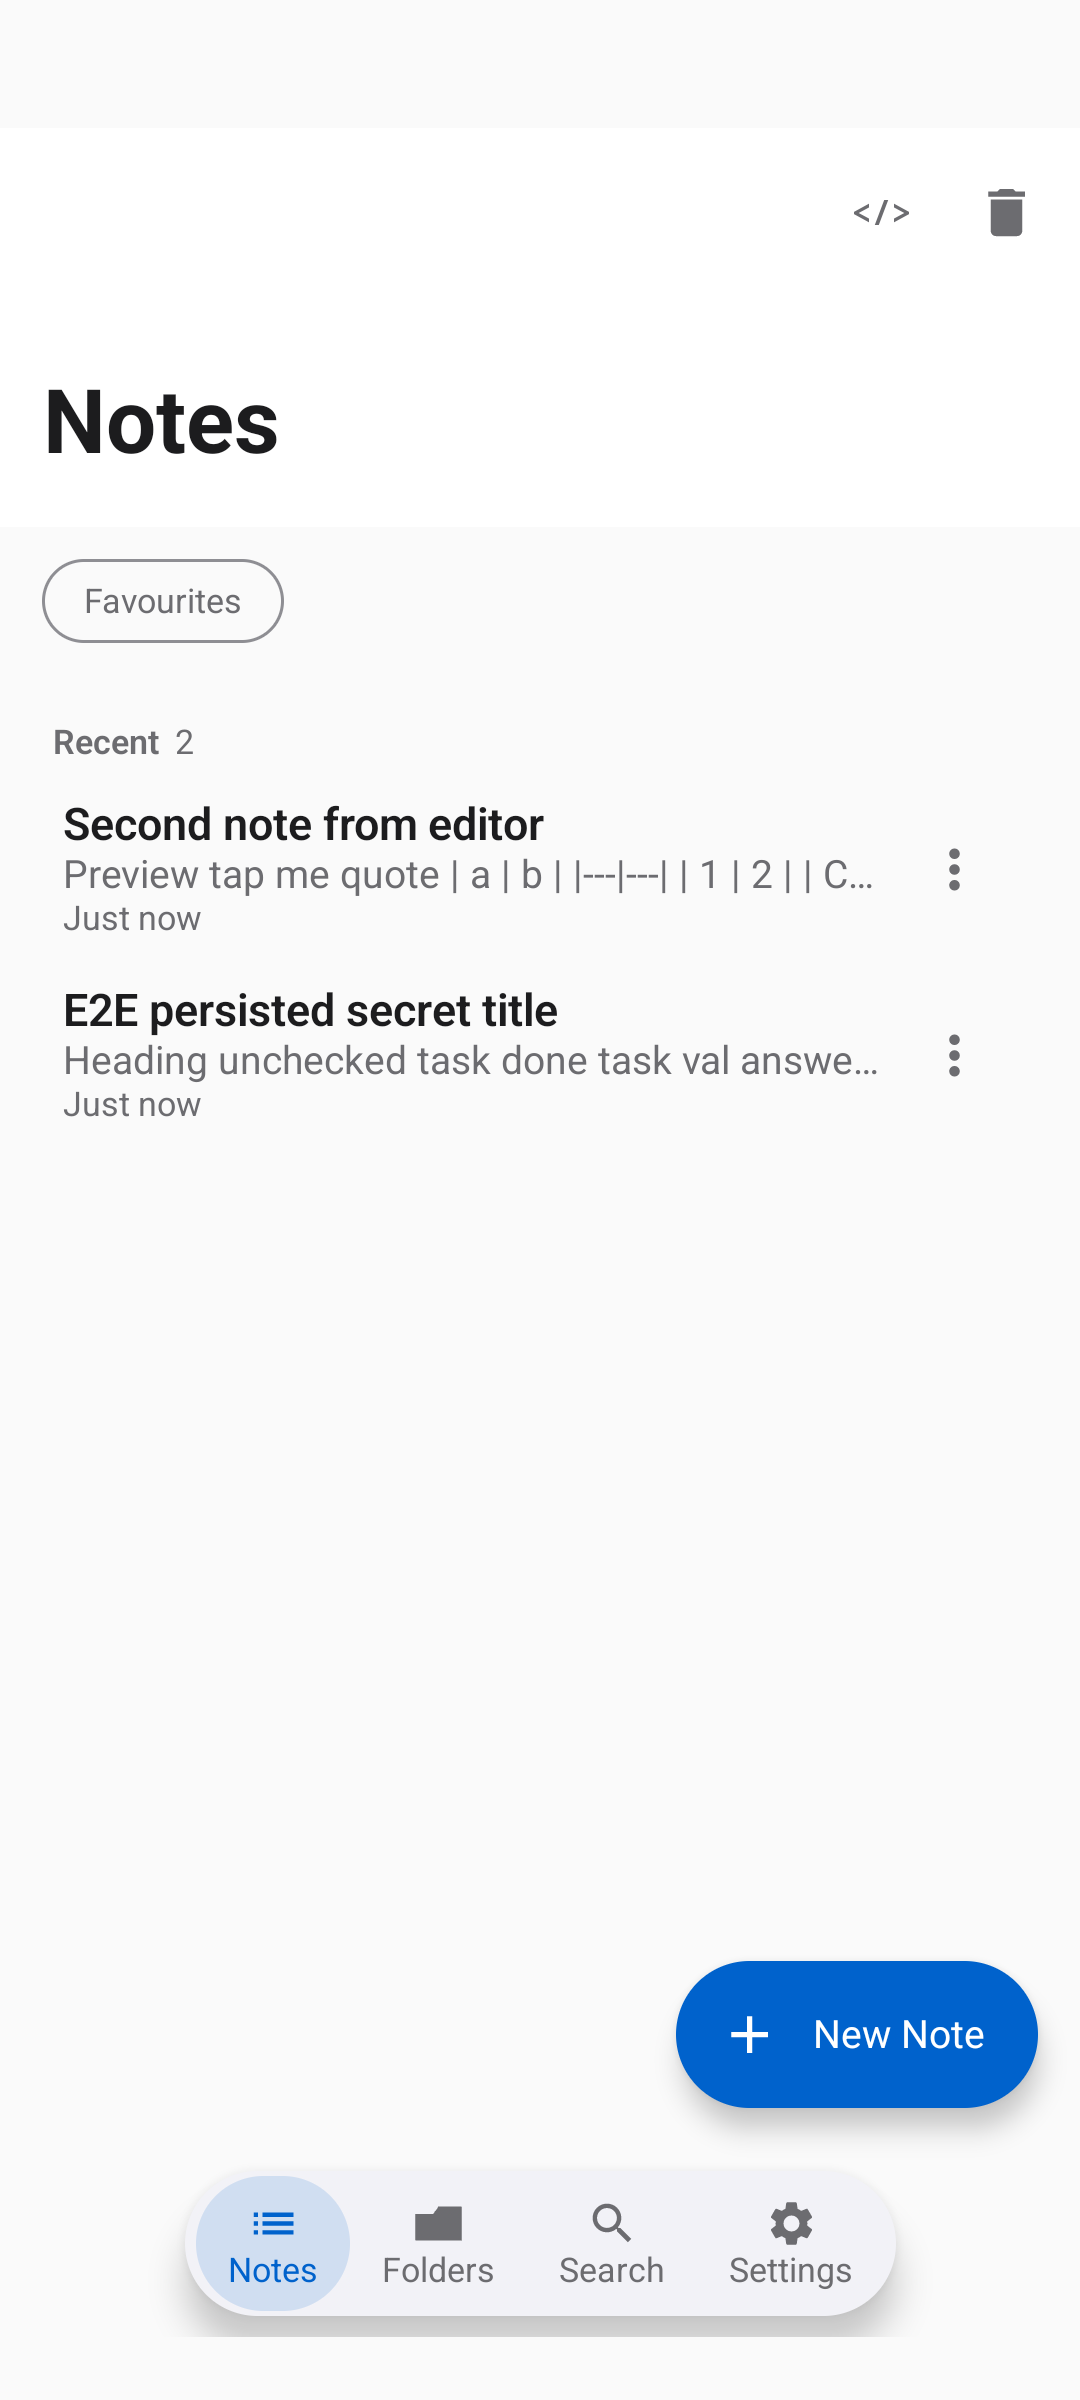 </>
Notes
Favourites
Recent 2
Second note from editor
Preview tap me quote | a | b | |---|---| | 1 | 2 | | C...
Just now
E2E persisted secret title
Heading unchecked task done task val answe...
Just now
New Note
Notes Folders Search Settings